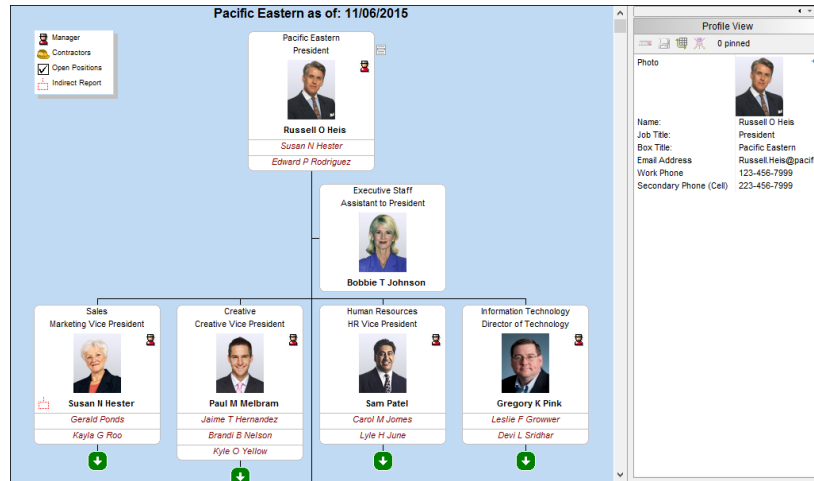 Pacific Eastern as of: 11/06/2015
Manager
Contractors
Open Positions
Indirect Report
Pacific Eastern
President
Russell O Heis
Susan N Hester
Edward P Rodriguez
Executive Staff
Assistant to President
Bobbie T Johnson
Sales
Marketing Vice President
Susan N Hester
Gerald Ponds
Kayla G Roo
Creative
Creative Vice President
Paul M Melbram
Jaime T Hernandez
Brandi B Nelson
Kyle O Yellow
Human Resources
HR Vice President
Sam Patel
Carol M Jomes
Lyle H June
Information Technology
Director of Technology
Gregory K Pink
Leslie F Growwer
Devi L Sridhar
Profile View
0 pinned
Photo
Name: Russell O Heis
Job Title: President
Box Title: Pacific Eastern
Email Address Russell.Heis@pacif
Work Phone 123-456-7999
Secondary Phone (Cell) 223-456-7999